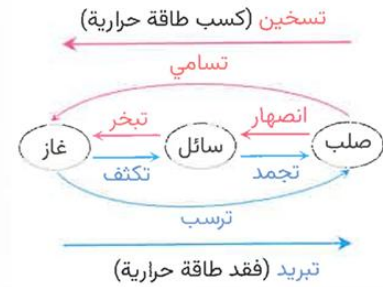 تسخين (كسب طاقة حرارية)
تسامي
انصهار
تبخر
صلب
سائل
غاز
تجمد
تكثف
ترسب
تبريد (فقد طاقة حرارية)